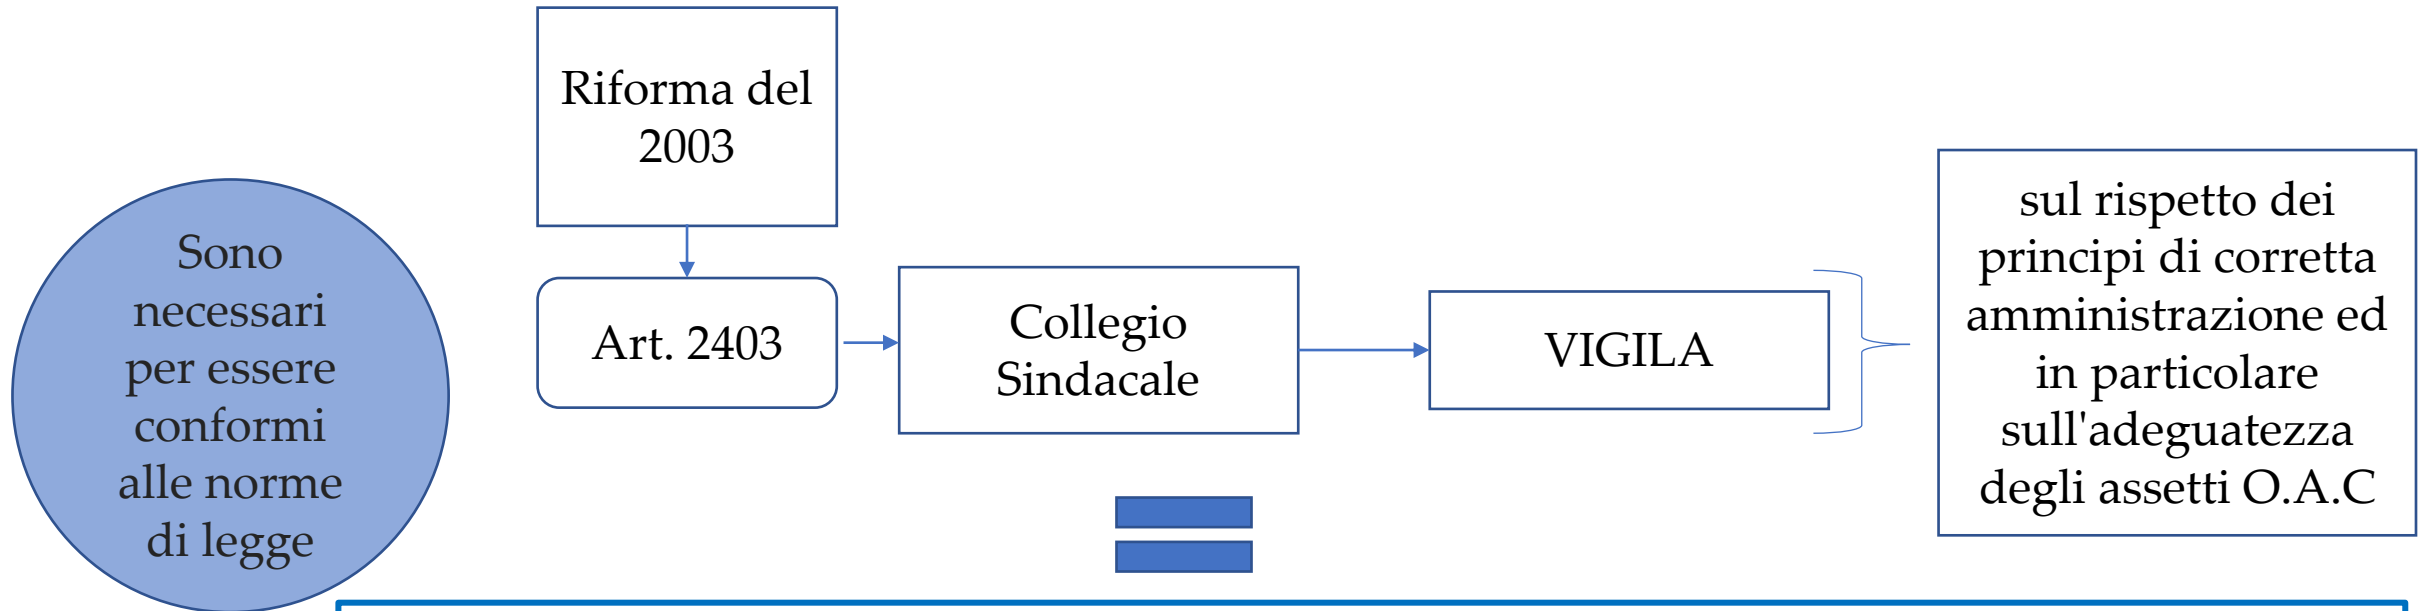 Riforma del
2003
Sono
necessari
per essere
conformi
alle norme
di legge
Art. 2403
Collegio
Sindacale
VIGILA
sul rispetto dei
principi di corretta
amministrazione ed
in particolare
sull'adeguatezza
degli assetti O.A.C